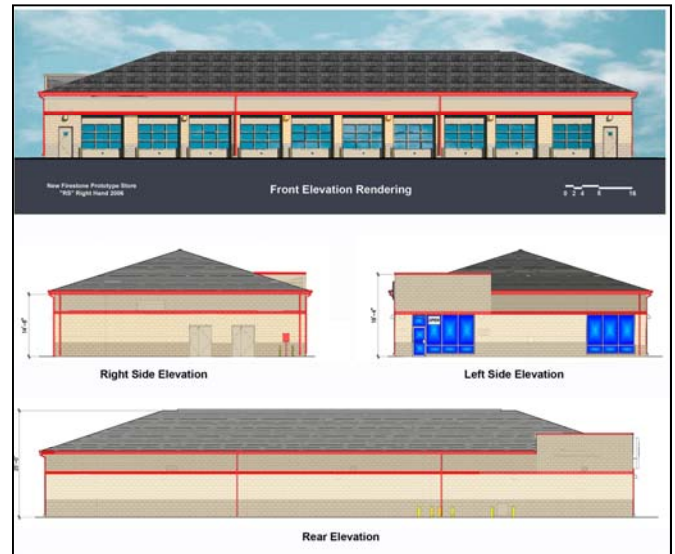 New Firestone Prototype Store
"RS" Right Hand 2006
Front Elevation Rendering
0 2 4 8 16
OPEN
Right Side Elevation
Left Side Elevation
Rear Elevation